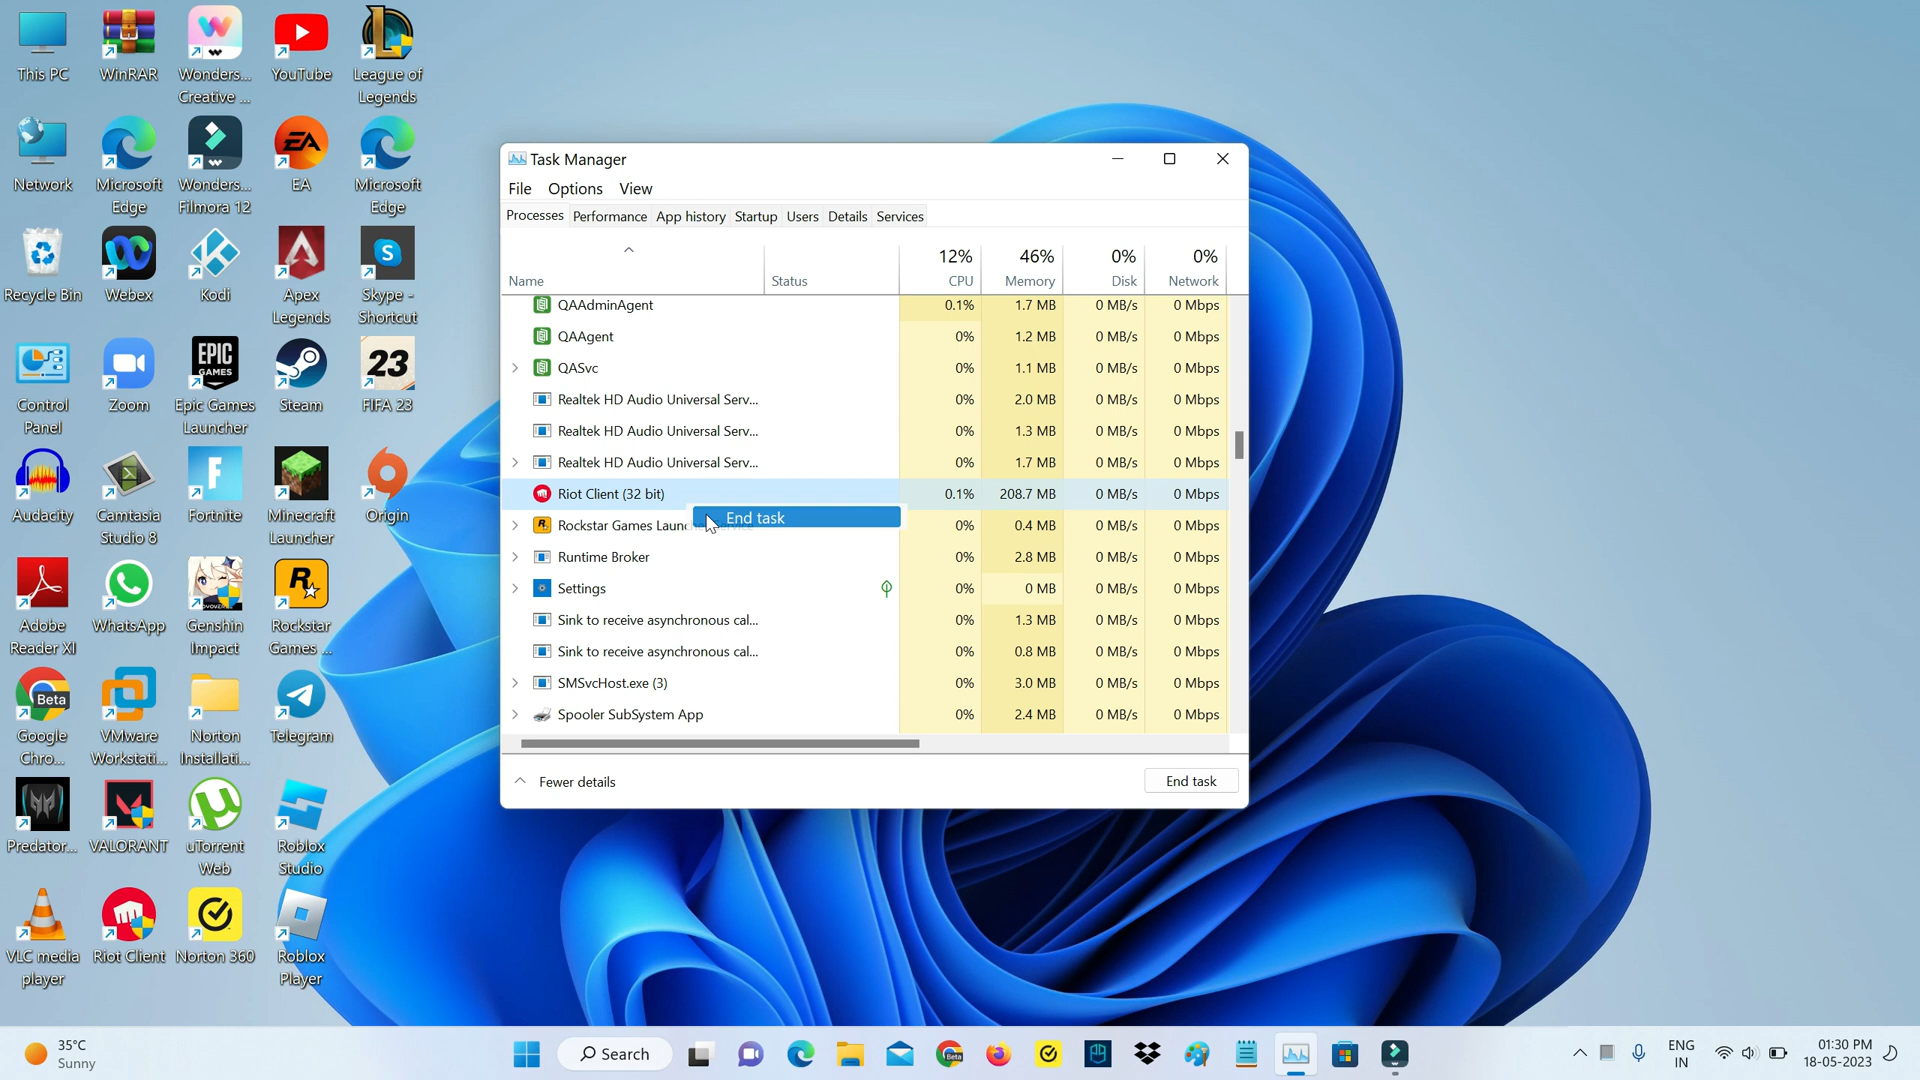 This PC
WinRAR
Wonders...
Creative ...
YouTube
League of
Legends
Network
Microsoft
Edge
Wonders...
Filmora 12
EA
EA
Microsoft
Edge
Recycle Bin
Webex
Kodi
Apex
Legends
S
Skype -
Shortcut
Control
Panel
Zoom
EPIC
GAMES
Epic Games
Launcher
Steam
23
FIFA 23
Audacity
Camtasia
Studio 8
F
Fortnite
Minecraft
Launcher
Origin
Adobe
Reader XI
WhatsApp
Genshin
Impact
R
Rockstar
Games ...
Beta
Google
Chro...
VMware
Workstati...
Norton
Installati...
Telegram
Predator...
VALORANT
uTorrent
Web
Roblox
Studio
VLC media
player
Riot Client
Norton 360
Roblox
Player
Task Manager
File Options View
Processes Performance App history Startup Users Details Services
12% 46% 0% 0%
Name Status CPU Memory Disk Network
QAAdminAgent 0.1% 1.7 MB 0 MB/s 0 Mbps
QAAgent 0% 1.2 MB 0 MB/s 0 Mbps
QASvc 0% 1.1 MB 0 MB/s 0 Mbps
Realtek HD Audio Universal Serv... 0% 2.0 MB 0 MB/s 0 Mbps
Realtek HD Audio Universal Serv... 0% 1.3 MB 0 MB/s 0 Mbps
Realtek HD Audio Universal Serv... 0% 1.7 MB 0 MB/s 0 Mbps
Riot Client (32 bit) 0.1% 208.7 MB 0 MB/s 0 Mbps
End task
Rockstar Games Launcher Service 0% 0.4 MB 0 MB/s 0 Mbps
Runtime Broker 0% 2.8 MB 0 MB/s 0 Mbps
Settings 0% 0 MB 0 MB/s 0 Mbps
Sink to receive asynchronous cal... 0% 1.3 MB 0 MB/s 0 Mbps
Sink to receive asynchronous cal... 0% 0.8 MB 0 MB/s 0 Mbps
SMSvcHost.exe (3) 0% 3.0 MB 0 MB/s 0 Mbps
Spooler SubSystem App 0% 2.4 MB 0 MB/s 0 Mbps
Fewer details End task
35°C
Sunny
Search
Beta
ENG
IN
01:30 PM
18-05-2023